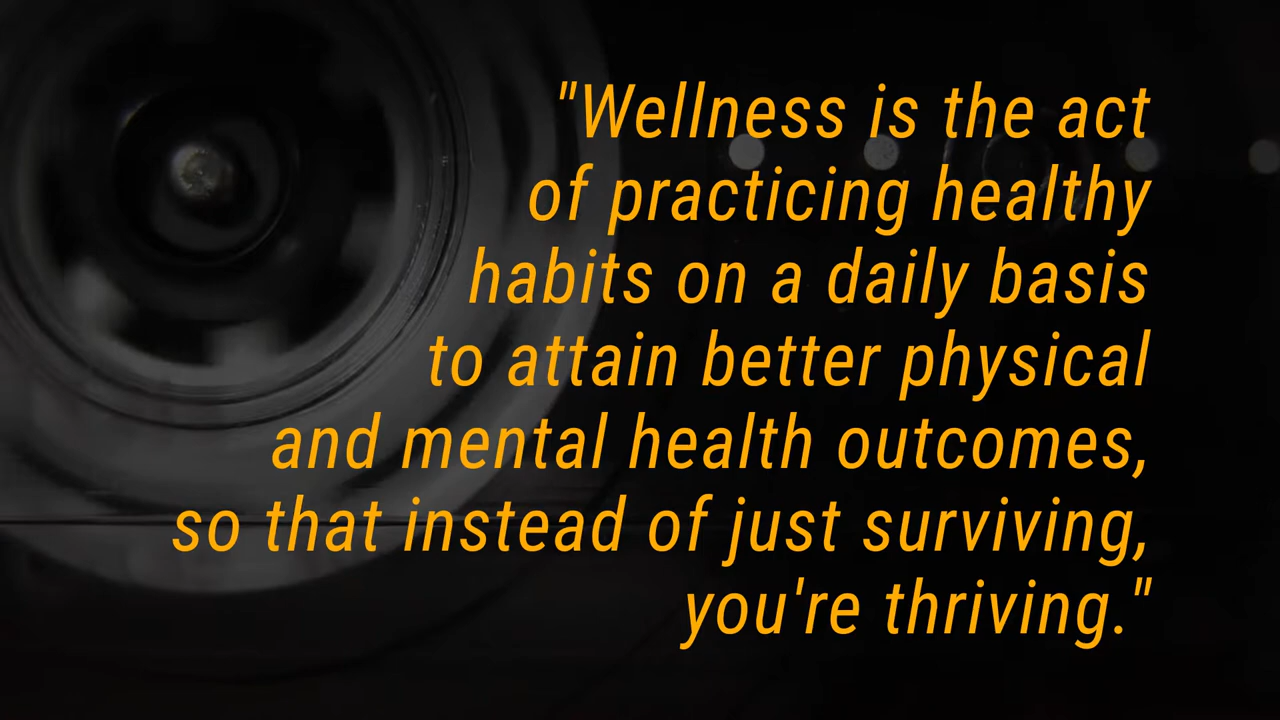 "Wellness is the act
of practicing healthy
habits on a daily basis
to attain better physical
and mental health outcomes,
so that instead of just surviving,
you're thriving."